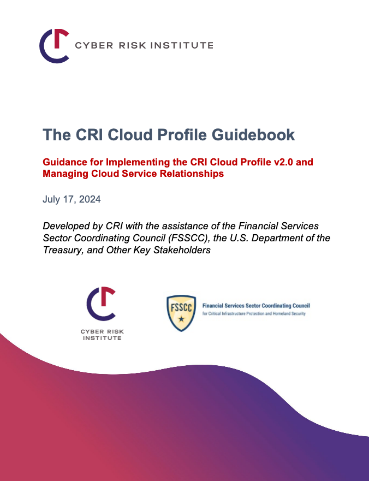 CYBER RISK INSTITUTE
The CRI Cloud Profile Guidebook
Guidance for Implementing the CRI Cloud Profile v2.0 and
Managing Cloud Service Relationships
July 17, 2024
Developed by CRI with the assistance of the Financial Services
Sector Coordinating Council (FSSCC), the U.S. Department of the
Treasury, and Other Key Stakeholders
CYBER RISK
INSTITUTE
FSSCC
Financial Services Sector Coordinating Council
for Critical Infrastructure Protection and Homeland Security